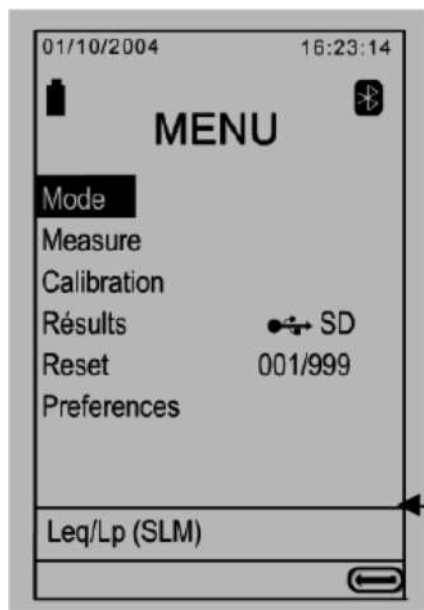 01/10/2004 16:23:14
MENU
Mode
Measure
Calibration
Résults SD
Reset 001/999
Preferences
Leq/Lp (SLM)